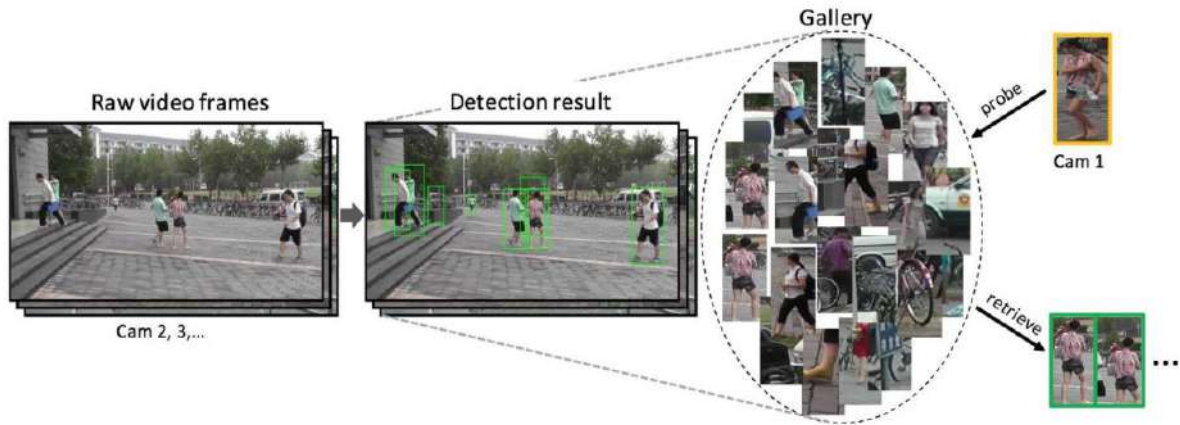 Gallery
Raw video frames
Detection result
probe
Cam 1
Cam 2, 3,...
retrieve
...